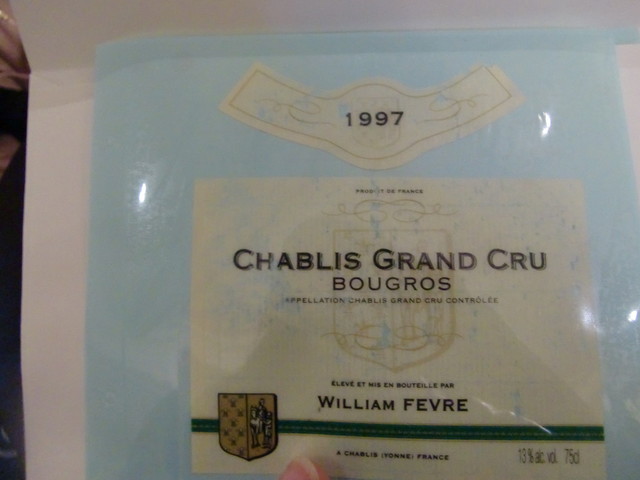 1997
PRODUIT DE FRANCE
CHABLIS GRAND CRU
BOUGROS
APPELLATION CHABLIS GRAND CRU CONTRÔLÉE
ÉLEVÉ ET MIS EN BOUTEILLE PAR
WILLIAM FEVRE
A CHABLIS (YONNE) FRANCE
13 % alc. vol. 75cl